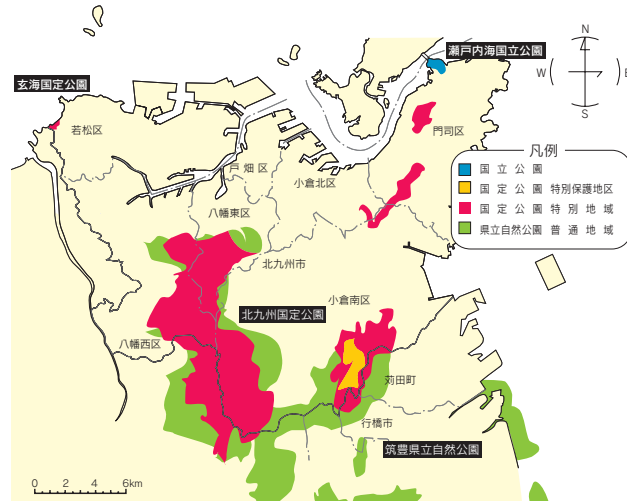 瀬戸内海国立公園
N
W
E
S
玄海国定公園
若松区
門司区
戸畑区
小倉北区
凡例
国立公園
国定公園 特別保護地区
国定公園 特別地域
県立自然公園 普通地域
八幡東区
北九州市
小倉南区
北九州国定公園
八幡西区
苅田町
行橋市
筑豊県立自然公園
0 2 4 6km